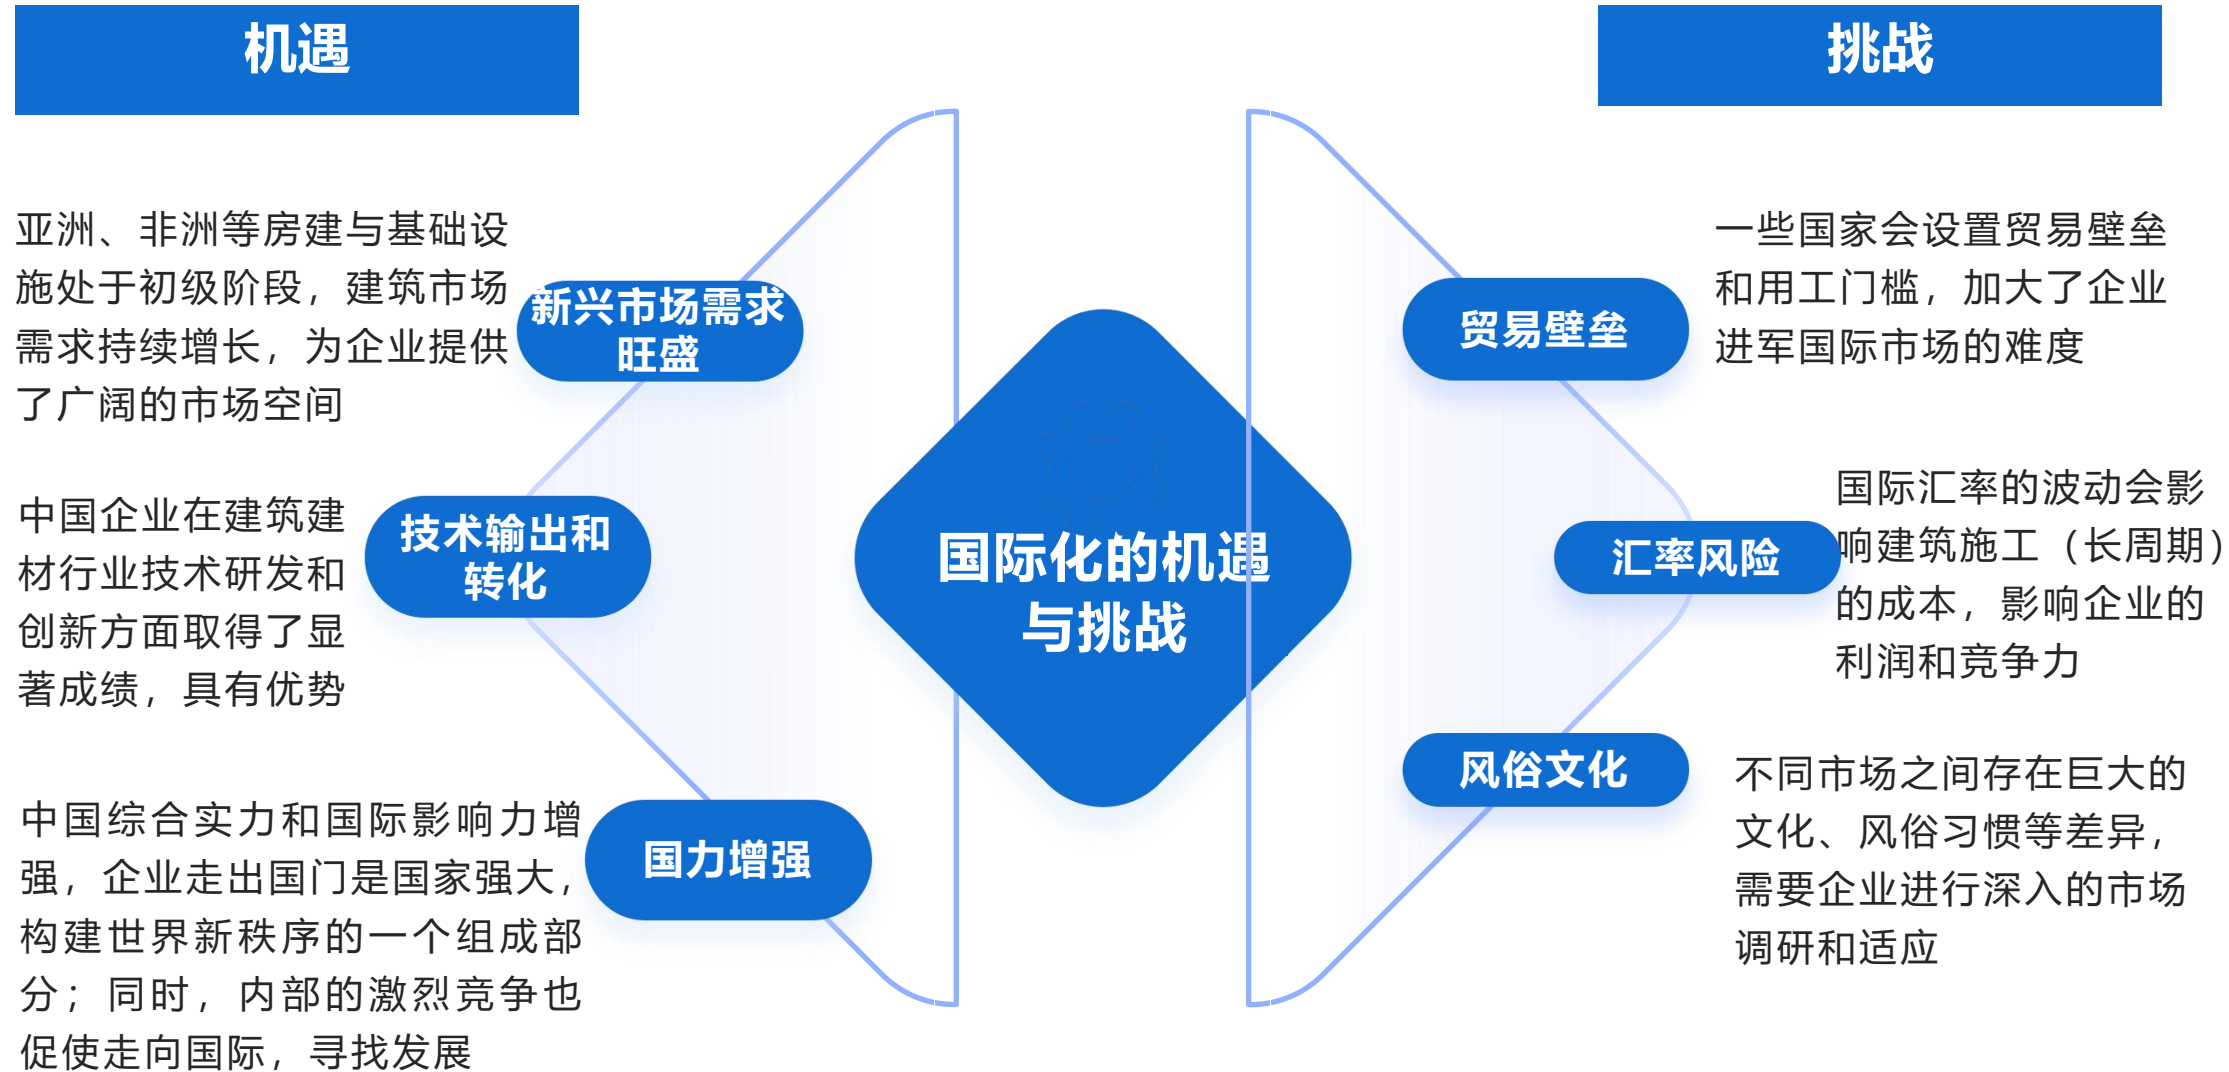 机遇
亚洲、非洲等房建与基础设
施处于初级阶段，建筑市场
需求持续增长，为企业提供
了广阔的市场空间
新兴市场需求
旺盛
中国企业在建筑建
材行业技术研发和
创新方面取得了显
著成绩，具有优势
技术输出和
转化
中国综合实力和国际影响力增
强，企业走出国门是国家强大，
构建世界新秩序的一个组成部
分；同时，内部的激烈竞争也
促使走向国际，寻找发展
国力增强
国际化的机遇
与挑战
挑战
贸易壁垒
一些国家会设置贸易壁垒
和用工门槛，加大了企业
进军国际市场的难度
汇率风险
国际汇率的波动会影
响建筑施工（长周期）
的成本，影响企业的
利润和竞争力
风俗文化
不同市场之间存在巨大的
文化、风俗习惯等差异，
需要企业进行深入的市场
调研和适应